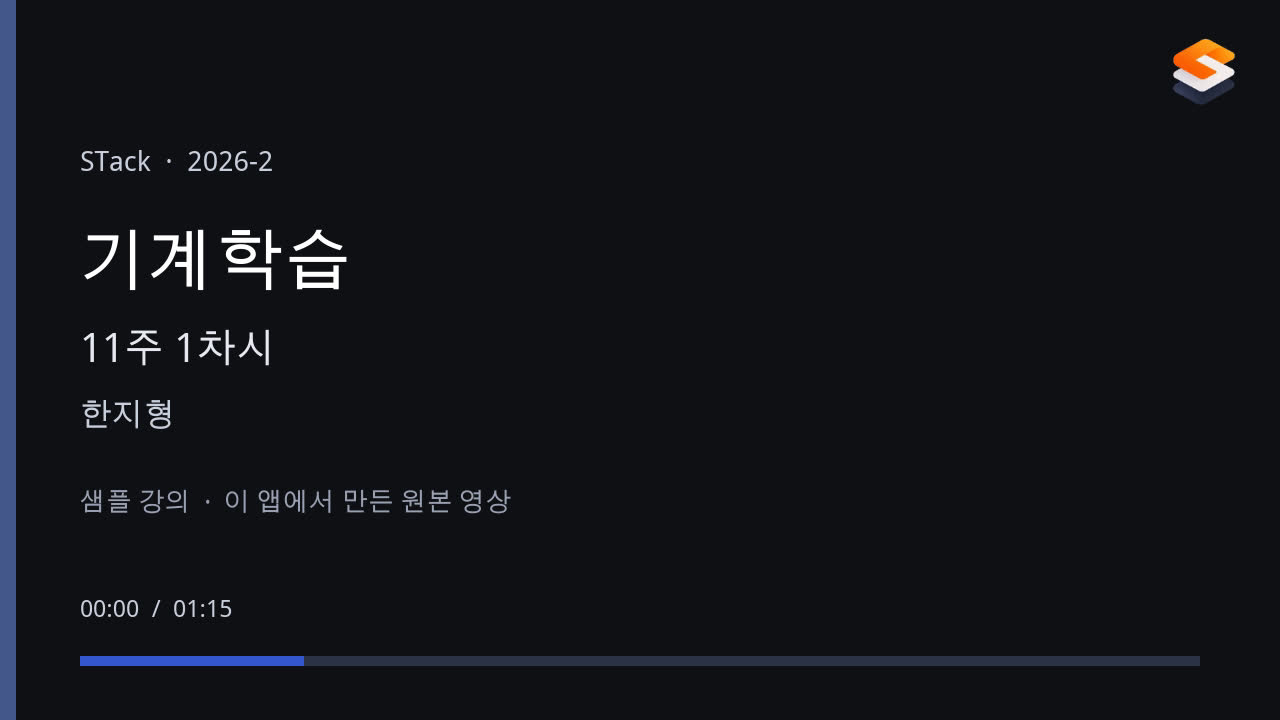 STack · 2026-2
기계학습
11주 1차시
한지형
샘플 강의 · 이 앱에서 만든 원본 영상
00:00 / 01:15